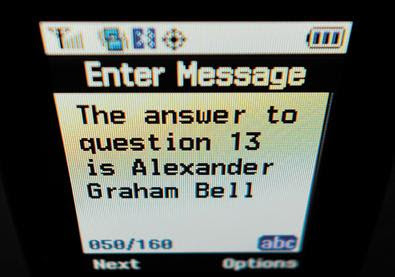 Enter Message
The answer to
question 13
is Alexander
Graham Bell
050/160
abc
Next
Options